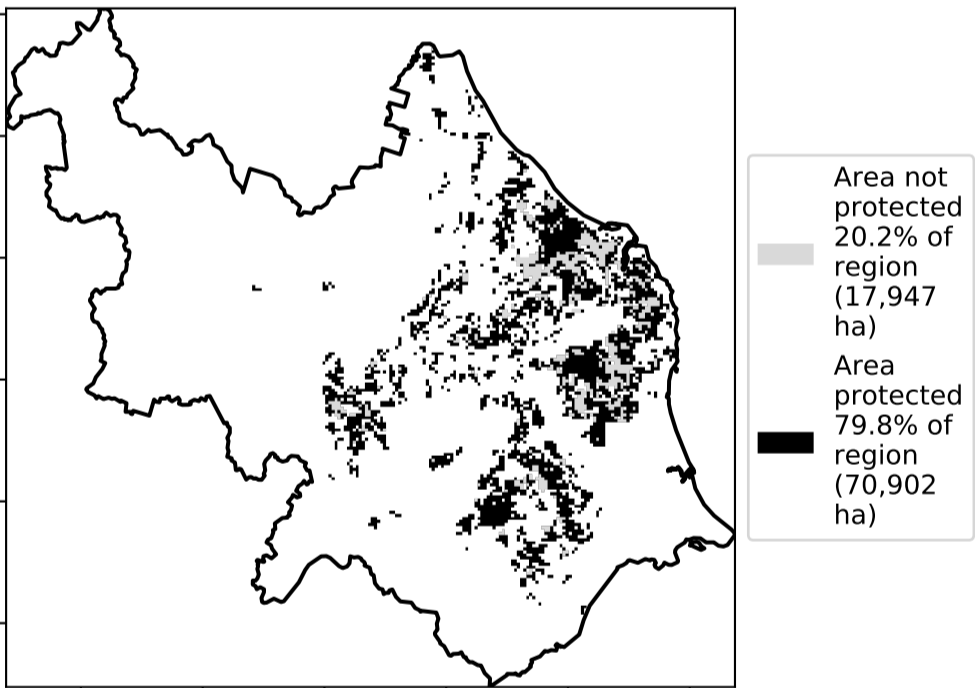 Area not
protected
20.2% of
region
(17,947
ha)
Area
protected
79.8% of
region
(70,902
ha)